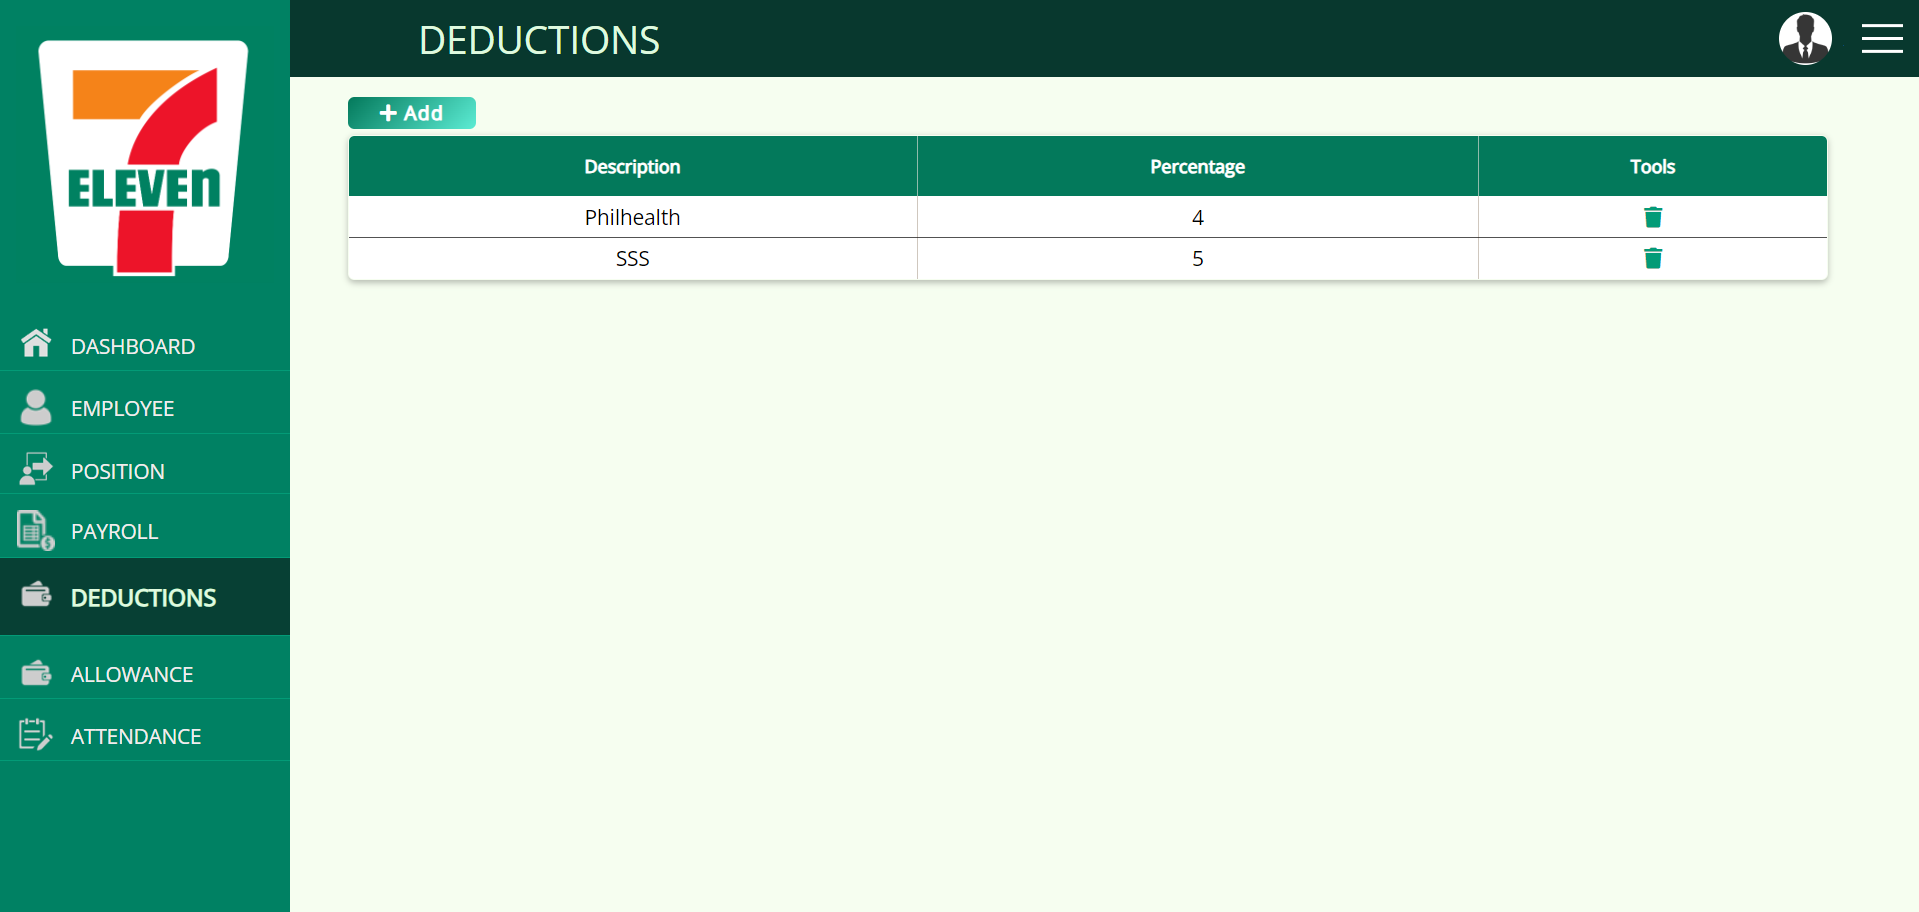 7
ELEVEn
DEDUCTIONS
DASHBOARD
EMPLOYEE
POSITION
PAYROLL
DEDUCTIONS
ALLOWANCE
ATTENDANCE
+ Add
Description Percentage Tools
Philhealth 4
SSS 5